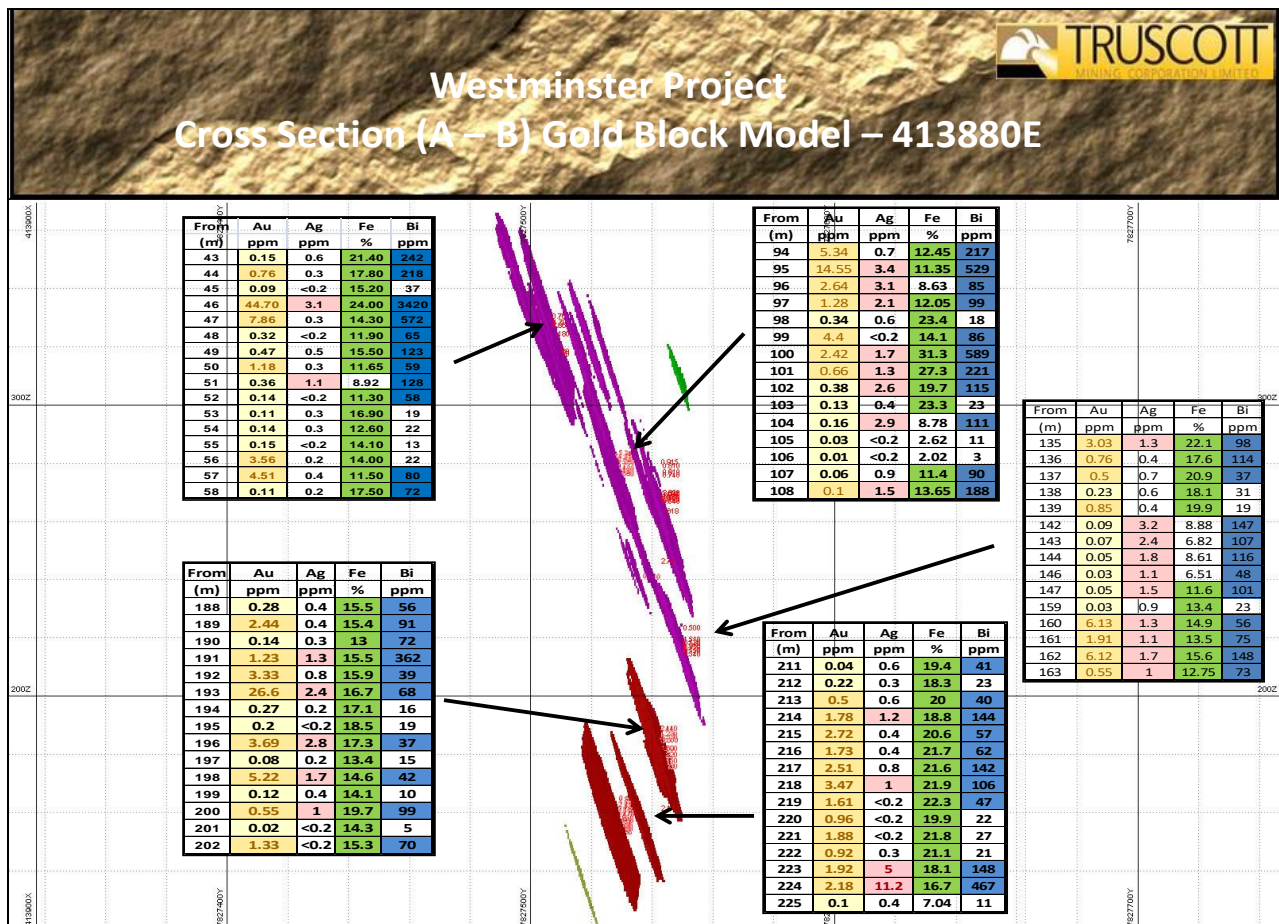 TRUSCOTT
MINING CORPORATION LIMITED
Westminster Project
Cross Section (A – B) Gold Block Model – 413880E
413900X
7827400Y
7827500Y
7827700Y
From Au Ag Fe Bi
(m) ppm ppm % ppm
43 0.15 0.6 21.40 242
44 0.76 0.3 17.80 218
45 0.09 <0.2 15.20 37
46 44.70 3.1 24.00 3420
47 7.86 0.3 14.30 572
48 0.32 <0.2 11.90 65
49 0.47 0.5 15.50 123
50 1.18 0.3 11.65 59
51 0.36 1.1 8.92 128
52 0.14 <0.2 11.30 58
53 0.11 0.3 16.90 19
54 0.14 0.3 12.60 22
55 0.15 <0.2 14.10 13
56 3.56 0.2 14.00 22
57 4.51 0.4 11.50 80
58 0.11 0.2 17.50 72
From Au Ag Fe Bi
(m) ppm ppm % ppm
94 5.34 0.7 12.45 217
95 14.55 3.4 11.35 529
96 2.64 3.1 8.63 85
97 1.28 2.1 12.05 99
98 0.34 0.6 23.4 18
99 4.4 <0.2 14.1 86
100 2.42 1.7 31.3 589
101 0.66 1.3 27.3 221
102 0.38 2.6 19.7 115
103 0.13 0.4 23.3 23
104 0.16 2.9 8.78 111
105 0.03 <0.2 2.62 11
106 0.01 <0.2 2.02 3
107 0.06 0.9 11.4 90
108 0.1 1.5 13.65 188
300Z
300Z
0.915
0.740
0.500
From Au Ag Fe Bi
(m) ppm ppm % ppm
135 3.03 1.3 22.1 98
136 0.76 0.4 17.6 114
137 0.5 0.7 20.9 37
138 0.23 0.6 18.1 31
139 0.85 0.4 19.9 19
142 0.09 3.2 8.88 147
143 0.07 2.4 6.82 107
144 0.05 1.8 8.61 116
146 0.03 1.1 6.51 48
147 0.05 1.5 11.6 101
159 0.03 0.9 13.4 23
160 6.13 1.3 14.9 56
161 1.91 1.1 13.5 75
162 6.12 1.7 15.6 148
163 0.55 1 12.75 73
200Z
200Z
From Au Ag Fe Bi
(m) ppm ppm % ppm
188 0.28 0.4 15.5 56
189 2.44 0.4 15.4 91
190 0.14 0.3 13 72
191 1.23 1.3 15.5 362
192 3.33 0.8 15.9 39
193 26.6 2.4 16.7 68
194 0.27 0.2 17.1 16
195 0.2 <0.2 18.5 19
196 3.69 2.8 17.3 37
197 0.08 0.2 13.4 15
198 5.22 1.7 14.6 42
199 0.12 0.4 14.1 10
200 0.55 1 19.7 99
201 0.02 <0.2 14.3 5
202 1.33 <0.2 15.3 70
From Au Ag Fe Bi
(m) ppm ppm % ppm
211 0.04 0.6 19.4 41
212 0.22 0.3 18.3 23
213 0.5 0.6 20 40
214 1.78 1.2 18.8 144
215 2.72 0.4 20.6 57
216 1.73 0.4 21.7 62
217 2.51 0.8 21.6 142
218 3.47 1 21.9 106
219 1.61 <0.2 22.3 47
220 0.96 <0.2 19.9 22
221 1.88 <0.2 21.8 27
222 0.92 0.3 21.1 21
223 1.92 5 18.1 148
224 2.18 11.2 16.7 467
225 0.1 0.4 7.04 11
413900X
7827400Y
7827500Y
7827700Y